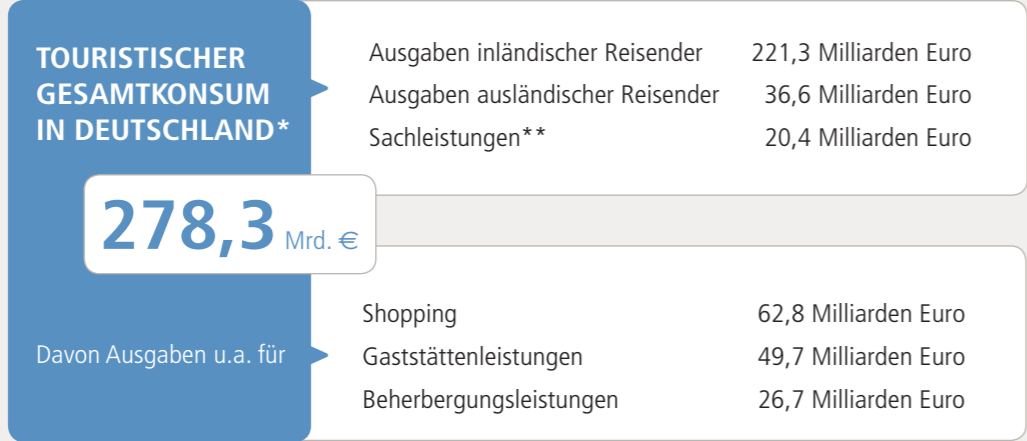 TOURISTISCHER
GESAMTKONSUM
IN DEUTSCHLAND*
278,3 Mrd. €
Ausgaben inländischer Reisender 221,3 Milliarden Euro
Ausgaben ausländischer Reisender 36,6 Milliarden Euro
Sachleistungen** 20,4 Milliarden Euro
Davon Ausgaben u.a. für
Shopping 62,8 Milliarden Euro
Gaststättenleistungen 49,7 Milliarden Euro
Beherbergungsleistungen 26,7 Milliarden Euro